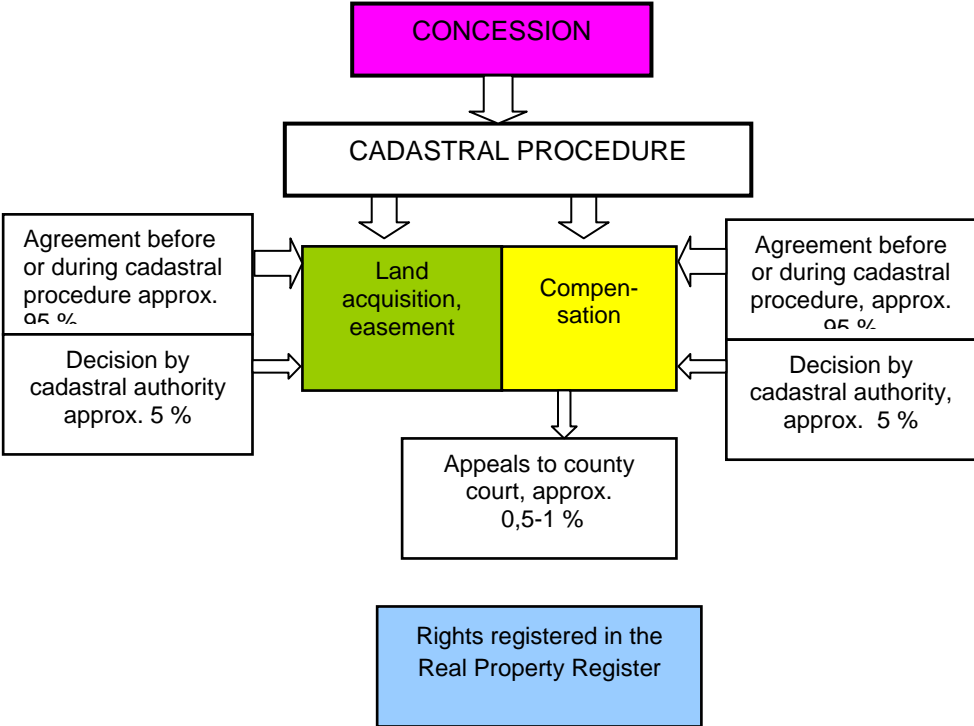 CONCESSION
CADASTRAL PROCEDURE
Agreement before
or during cadastral
procedure approx.
95 %
Decision by
cadastral authority
approx. 5 %
Land
acquisition,
easement
Compen-
sation
Agreement before
or during cadastral
procedure, approx.
95 %
Decision by
cadastral authority,
approx.  5 %
Appeals to county
court, approx.
0,5-1 %
Rights registered in the
Real Property Register